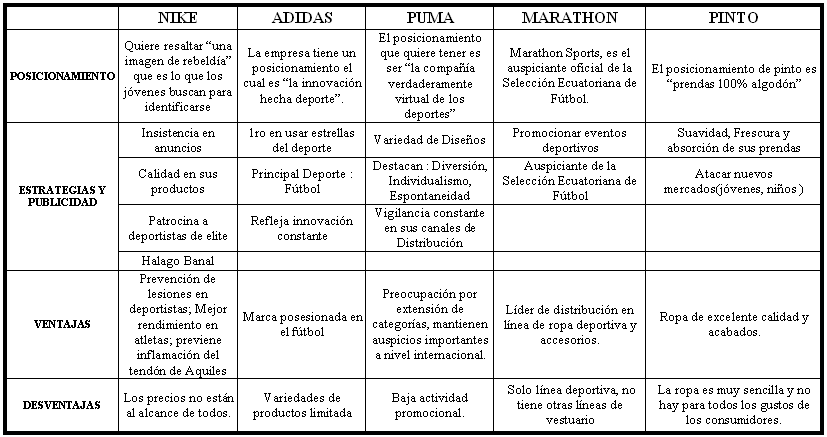 NIKE ADIDAS PUMA MARATHON PINTO
POSICIONAMIENTO
Quiere resaltar “una
imagen de rebeldía”
que es lo que los
jóvenes buscan para
identificarse
La empresa tiene un
posicionamiento el
cual es “la innovación
hecha deporte”.
El posicionamiento
que quiere tener es
ser “la compañía
verdaderamente
virtual de los
deportes”
Marathon Sports, es el
auspiciante oficial de la
Selección Ecuatoriana de
Fútbol.
El posicionamiento de pinto es
“prendas 100% algodón”
ESTRATEGIAS Y
PUBLICIDAD
Insistencia en
anuncios
1ro en usar estrellas
del deporte
Variedad de Diseños
Promocionar eventos
deportivos
Suavidad, Frescura y
absorción de sus prendas
Calidad en sus
productos
Principal Deporte :
Fútbol
Destacan : Diversión,
Individualismo,
Espontaneidad
Auspiciante de la
Selección Ecuatoriana de
Fútbol
Atacar nuevos
mercados(jóvenes, niños )
Patrocina a
deportistas de elite
Refleja innovación
constante
Vigilancia constante
en sus canales de
Distribución
Halago Banal
VENTAJAS
Prevención de
lesiones en
deportistas; Mejor
rendimiento en
atletas; previene
inflamación del
tendón de Aquiles
Marca posesionada en
el fútbol
Preocupación por
extensión de
categorías, mantienen
auspicios importantes
a nivel internacional.
Líder de distribución en
línea de ropa deportiva y
accesorios.
Ropa de excelente calidad y
acabados.
DESVENTAJAS
Los precios no están
al alcance de todos.
Variedades de
productos limitada
Baja actividad
promocional.
Solo línea deportiva, no
tiene otras líneas de
vestuario
La ropa es muy sencilla y no
hay para todos los gustos de
los consumidores.